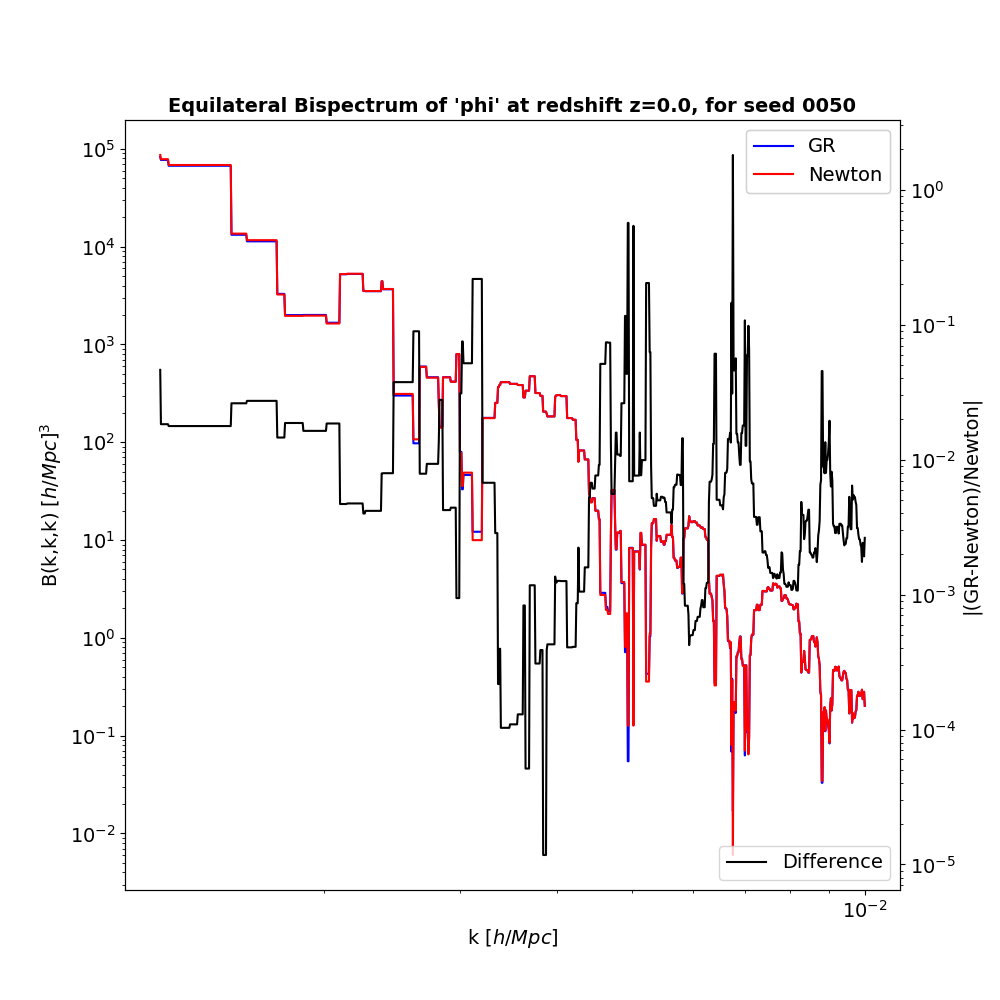 Equilateral Bispectrum of 'phi' at redshift z=0.0, for seed 0050
GR
Newton
10^5
10^4
10^3
10^2
10^1
10^0
10^-1
10^-2
B(k,k,k) [h/Mpc]^3
10^0
10^-1
10^-2
10^-3
10^-4
10^-5
|(GR-Newton)/Newton|
Difference
10^-2
k [h/Mpc]